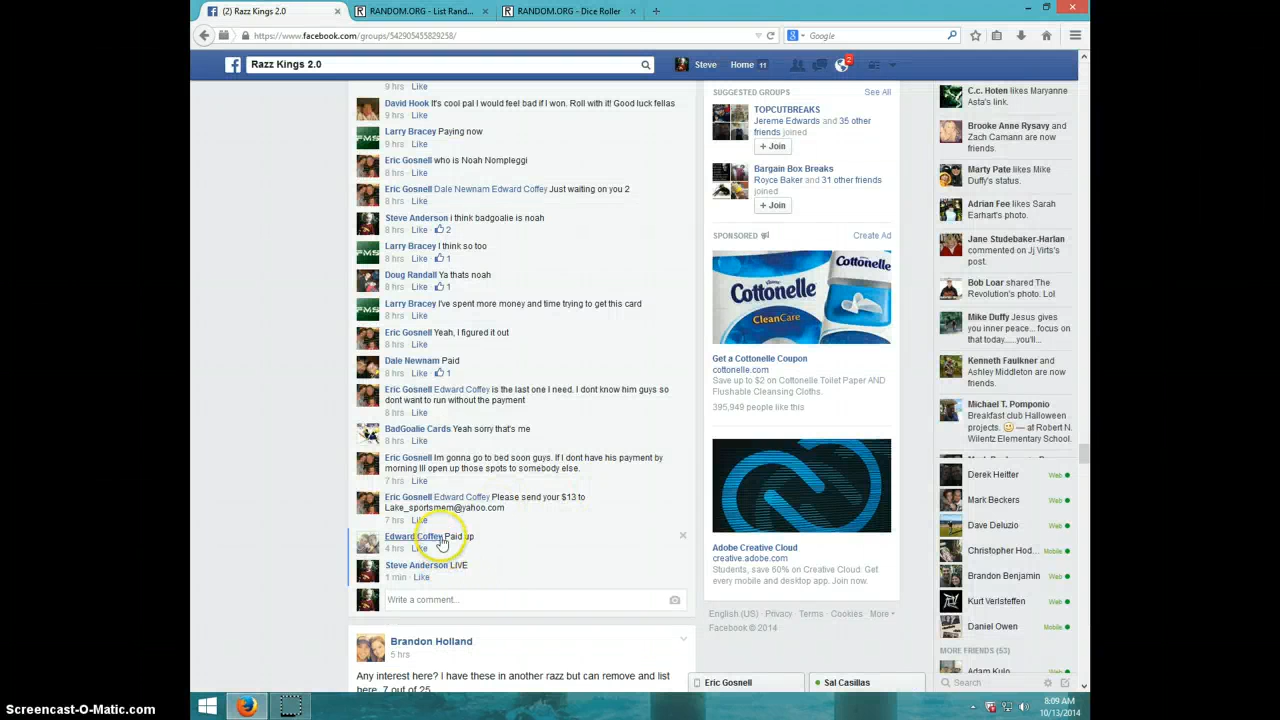 (2) Razz Kings 2.0
RANDOM.ORG - List Rand...
RANDOM.ORG - Dice Roller
https://www.facebook.com/groups/542905455829258/
Google
Razz Kings 2.0
Steve
Home 11
2
9 hrs Like
David Hook It's cool pal I would feel bad if I won. Roll with it! Good luck fellas
9 hrs Like
Larry Bracey Paying now
9 hrs Like
Eric Gosnell who is Noah Nornpleggi
8 hrs Like
Eric Gosnell Dale Newnam Edward Coffey Just waiting on you 2
8 hrs Like
Steve Anderson i think badgoalie is noah
8 hrs Like 2
Larry Bracey I think so too
8 hrs Like 1
Doug Randall Ya thats noah
8 hrs Like 1
Larry Bracey I've spent more money and time trying to get this card
8 hrs Like
Eric Gosnell Yeah, I figured it out
8 hrs Like
Dale Newnam Paid
8 hrs Like 1
Eric Gosnell Edward Coffey is the last one I need. I dont know him guys so
dont want to run without the payment
8 hrs Like
BadGoalie Cards Yeah sorry that's me
8 hrs Like
Eric Gosnell Im gonna go to bed soon guys. If I dont have his payment by
morning Ill open up those spots to somebody else.
7 hrs Like
Eric Gosnell Edward Coffey Please send your $13 to
Lake_sportsmem@yahoo.com
7 hrs Like
Edward Coffey Paid up
4 hrs Like
Steve Anderson LIVE
1 min Like
Write a comment...
Brandon Holland
5 hrs
Any interest here? I have these in another razz but can remove and list
here. 7 out of 25
SUGGESTED GROUPS See All
TOPCUTBREAKS
Jereme Edwards and 35 other
friends joined
+ Join
Bargain Box Breaks
Royce Baker and 31 other friends
joined
+ Join
SPONSORED Create Ad
Cottonelle
Cottonelle
CleanCare
Get a Cottonelle Coupon
cottonelle.com
Save up to $2 on Cottonelle Toilet Paper AND
Flushable Cleansing Cloths.
395,949 people like this
Adobe Creative Cloud
creative.adobe.com
Students, save 60% on Creative Cloud. Get
every mobile and desktop app. Join now.
English (US) Privacy Terms Cookies More
Facebook © 2014
C.c. Hoten likes Maryanne
Asta's link.
Brooke Anne Rysavy and
Zach Camann are now
friends.
Marty Pate likes Mike
Duffy's status.
Adrian Fee likes Sarah
Earhart's photo.
Jane Studebaker-Harlan
commented on Jj Virts's
post.
Bob Loar shared The
Revolution's photo. Lol
Mike Duffy Jesus gives
you inner peace... focus on
that today.....you'll...
Kenneth Faulkner and
Ashley Middleton are now
friends.
Michael T. Pomponio
Breakfast club Halloween
projects. — at Robert N.
Wilentz Elementary School.
Derek Heitter Web
Mark Beckers Web
Dave Deluzio Web
Christopher Hod... Mobile
Brandon Benjamin Web
Kurt Verlsteffen Web
Daniel Owen Mobile
MORE FRIENDS (53)
Adam Kulo
Search
Eric Gosnell
Sal Casillas
8:09 AM
10/13/2014
Screencast-O-Matic.com